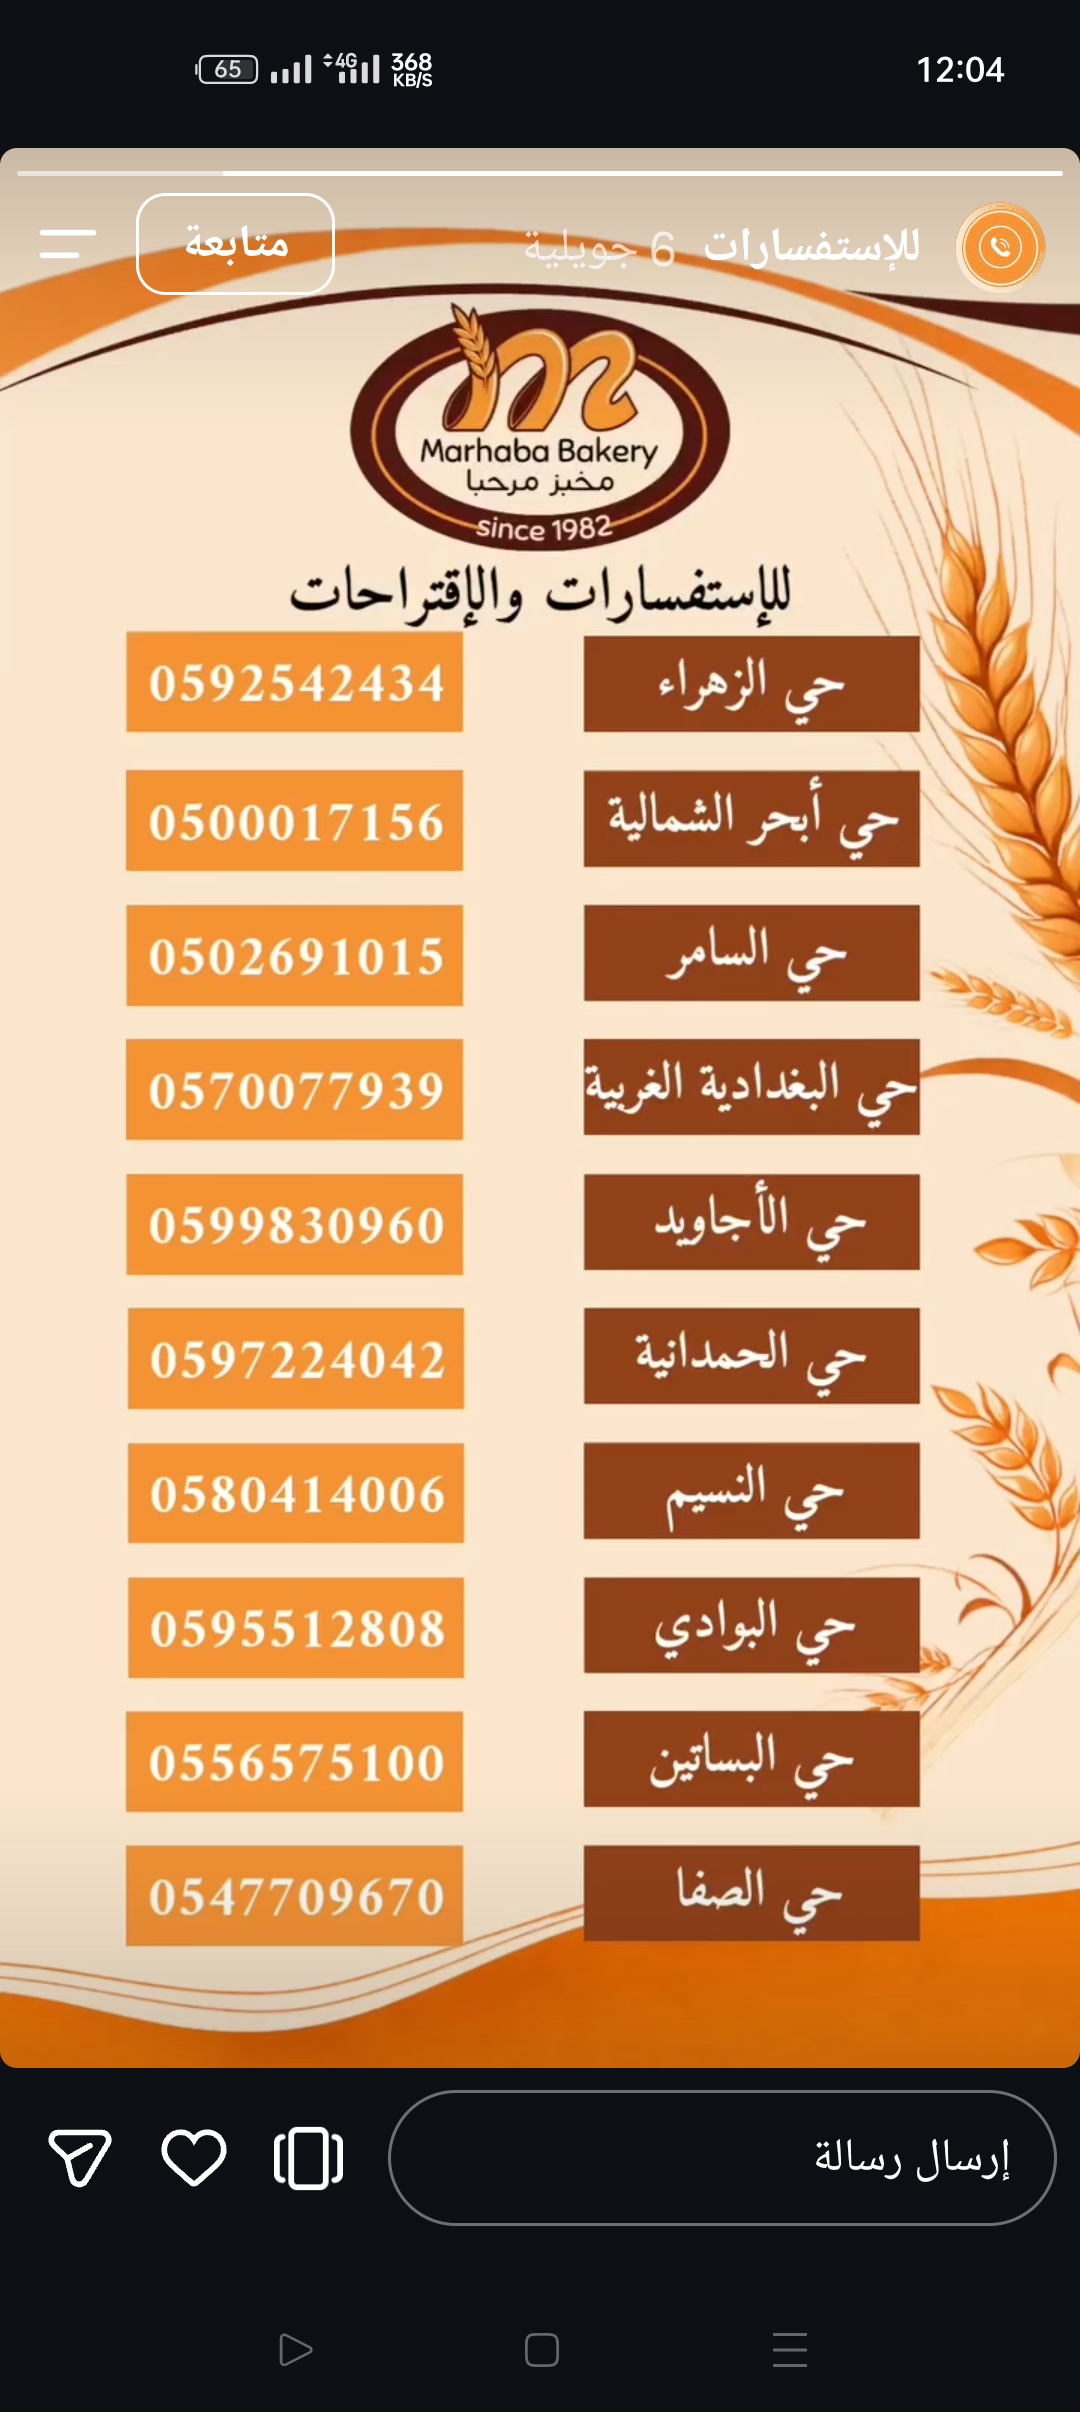 65 4G 368 KB/S 12:04
للإستفسارات 6 جويلية متابعة
Marhaba Bakery
مخبز مرحبا
since 1982
للإستفسارات والإقتراحات
حي الزهراء 0592542434
حي أبحر الشمالية 0500017156
حي السامر 0502691015
حي البغدادية الغربية 0570077939
حي الأجاويد 0599830960
حي الحمدانية 0597224042
حي النسيم 0580414006
حي البوادي 0595512808
حي البساتين 0556575100
حي الصفا 0547709670
إرسال رسالة